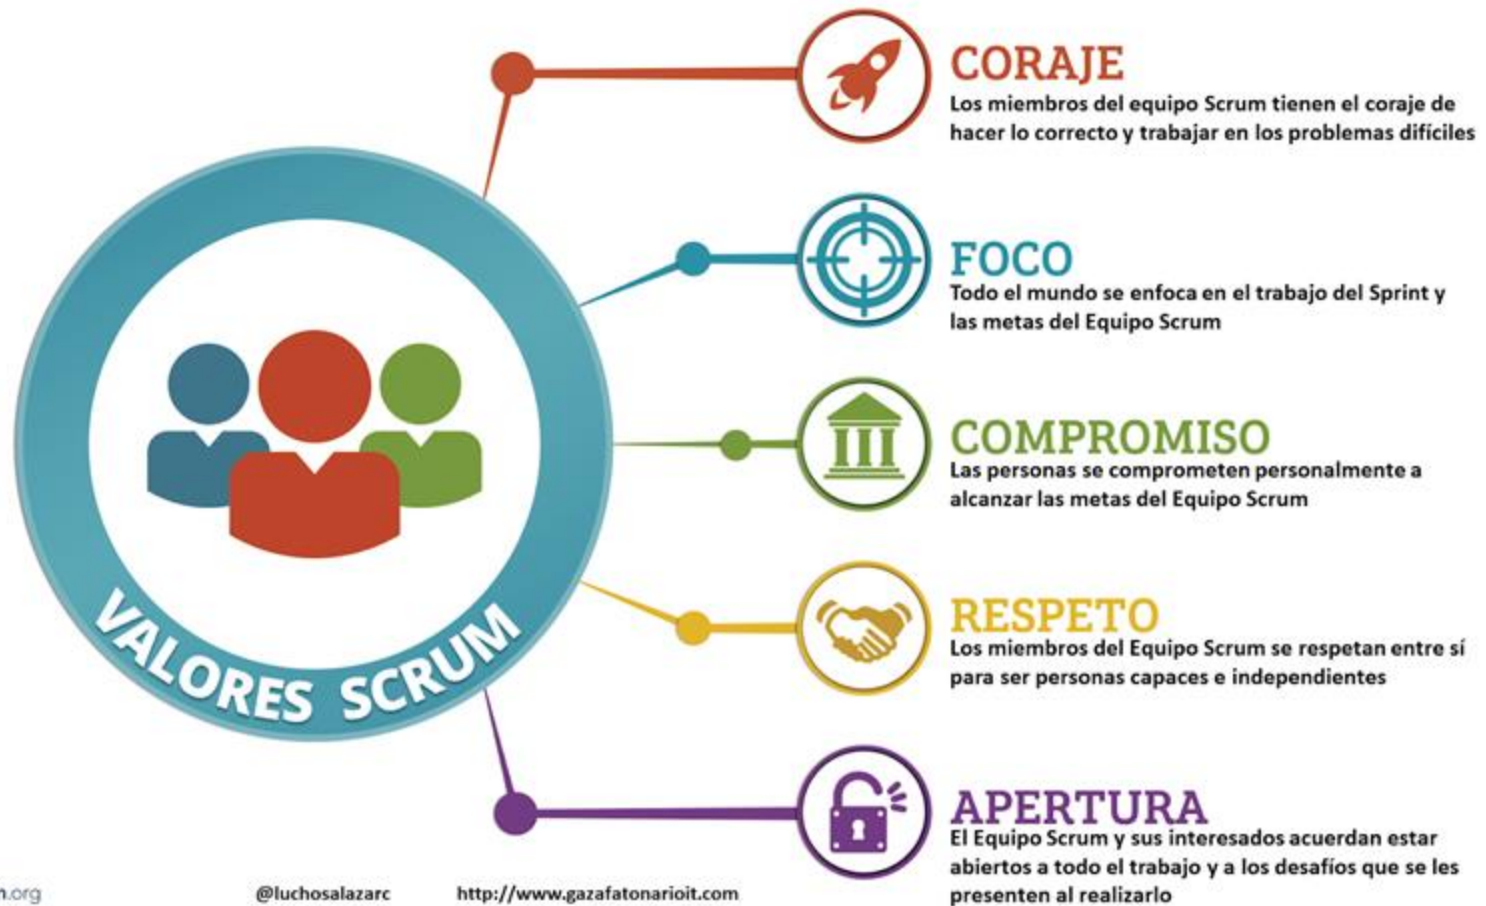 CORAJE
Los miembros del equipo Scrum tienen el coraje de
hacer lo correcto y trabajar en los problemas difíciles
FOCO
Todo el mundo se enfoca en el trabajo del Sprint y
las metas del Equipo Scrum
COMPROMISO
Las personas se comprometen personalmente a
alcanzar las metas del Equipo Scrum
RESPETO
Los miembros del Equipo Scrum se respetan entre sí
para ser personas capaces e independientes
APERTURA
El Equipo Scrum y sus interesados acuerdan estar
abiertos a todo el trabajo y a los desafíos que se les
presenten al realizarlo
VALORES SCRUM
.org
@luchosalazarc
http://www.gazafatonarioit.com